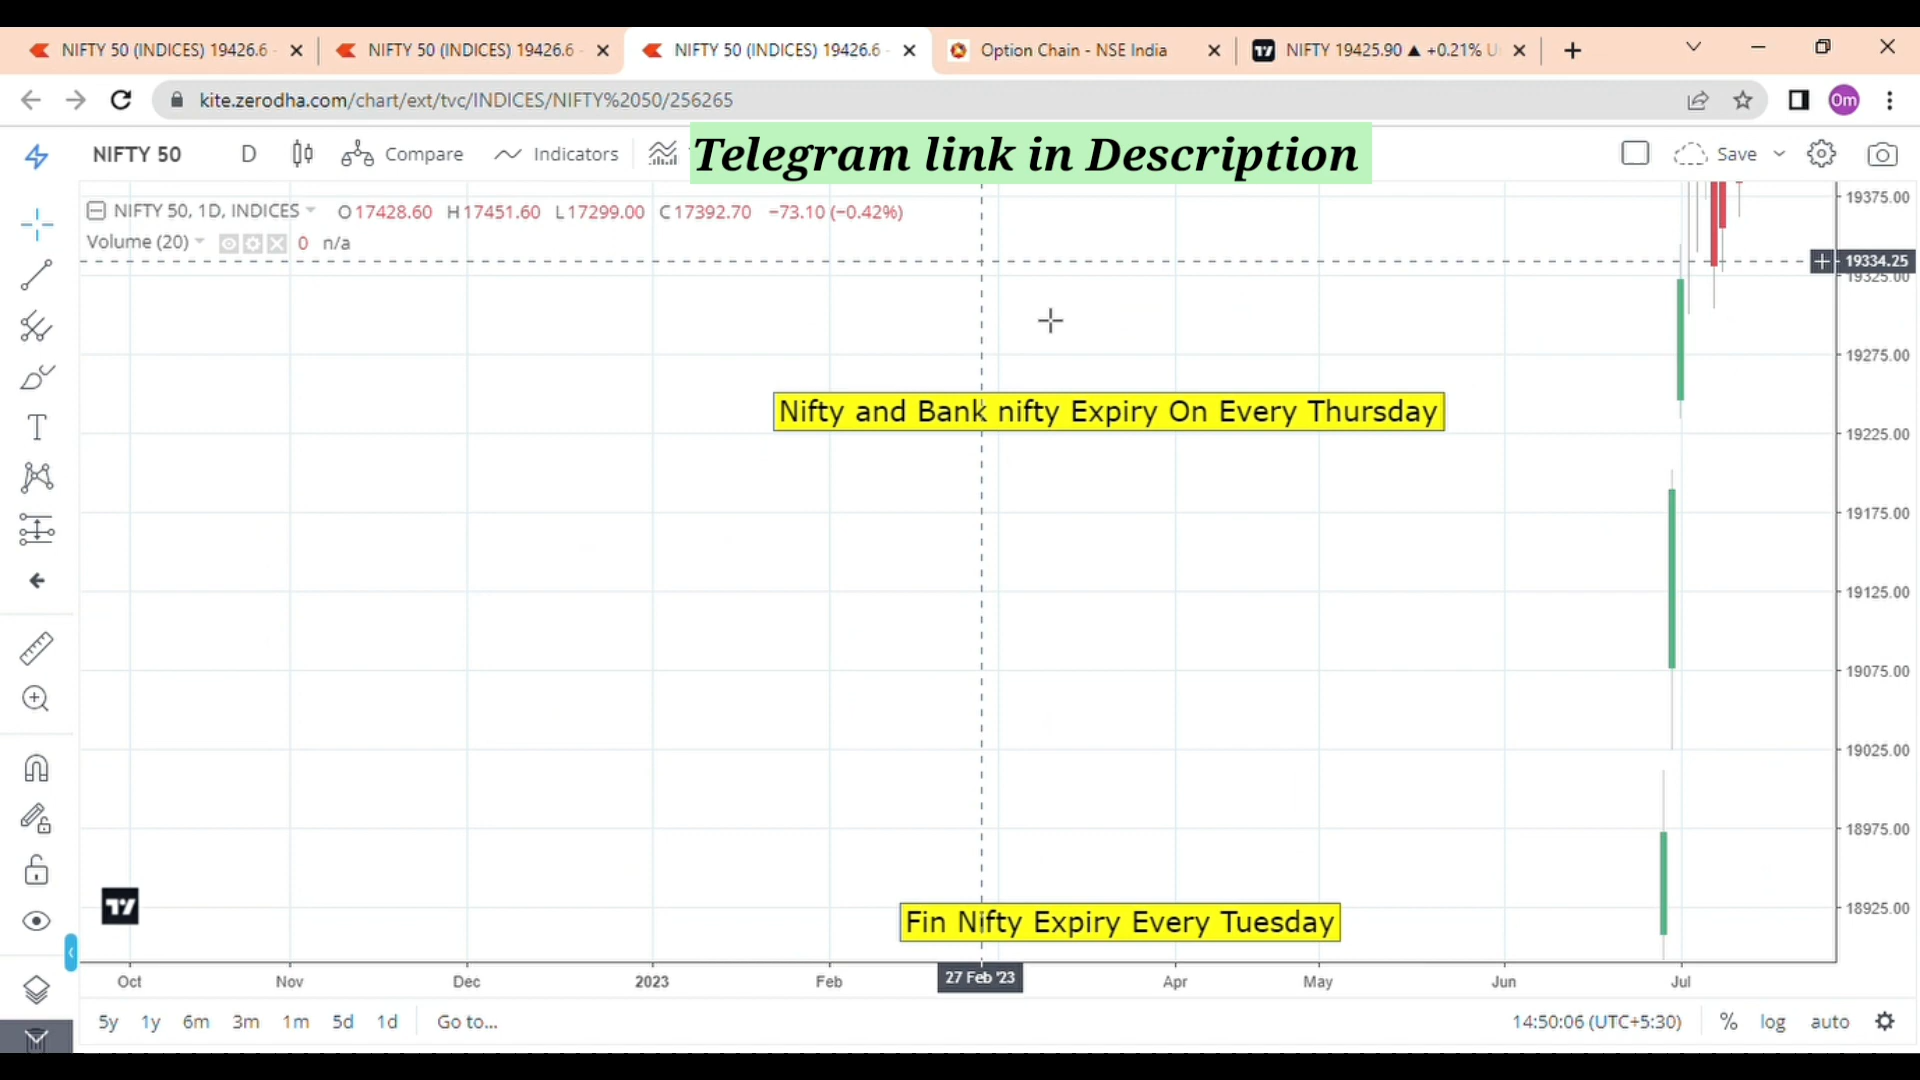 NIFTY 50 (INDICES) 19426.6 -
NIFTY 50 (INDICES) 19426.6 -
NIFTY 50 (INDICES) 19426.6 -
Option Chain - NSE India
NIFTY 19425.90 ▲ +0.21% U
kite.zerodha.com/chart/ext/tvc/INDICES/NIFTY%2050/256265
Om
NIFTY 50
D
Compare
Indicators
Telegram link in Description
Save
NIFTY 50, 1D, INDICES O17428.60 H17451.60 L17299.00 C17392.70 −73.10 (−0.42%)
Volume (20) 0 n/a
19375.00
19334.25
19325.00
19275.00
Nifty and Bank nifty Expiry On Every Thursday
19225.00
19175.00
19125.00
19075.00
19025.00
18975.00
18925.00
Fin Nifty Expiry Every Tuesday
Oct Nov Dec 2023 Feb 27 Feb '23 Apr May Jun Jul
5y 1y 6m 3m 1m 5d 1d Go to...
14:50:06 (UTC+5:30) % log auto